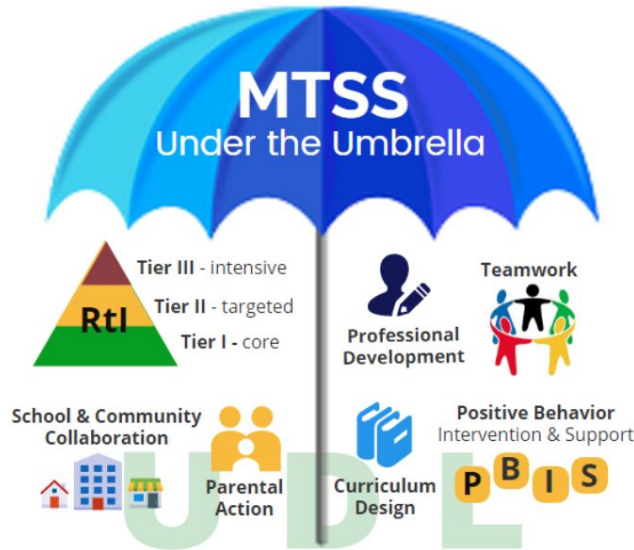 MTSS
Under the Umbrella
RtI
Tier III - intensive
Tier II - targeted
Tier I - core
Professional
Development
Teamwork
School & Community
Collaboration
Parental
Action
Curriculum
Design
Positive Behavior
Intervention & Support
P B I S
UDL